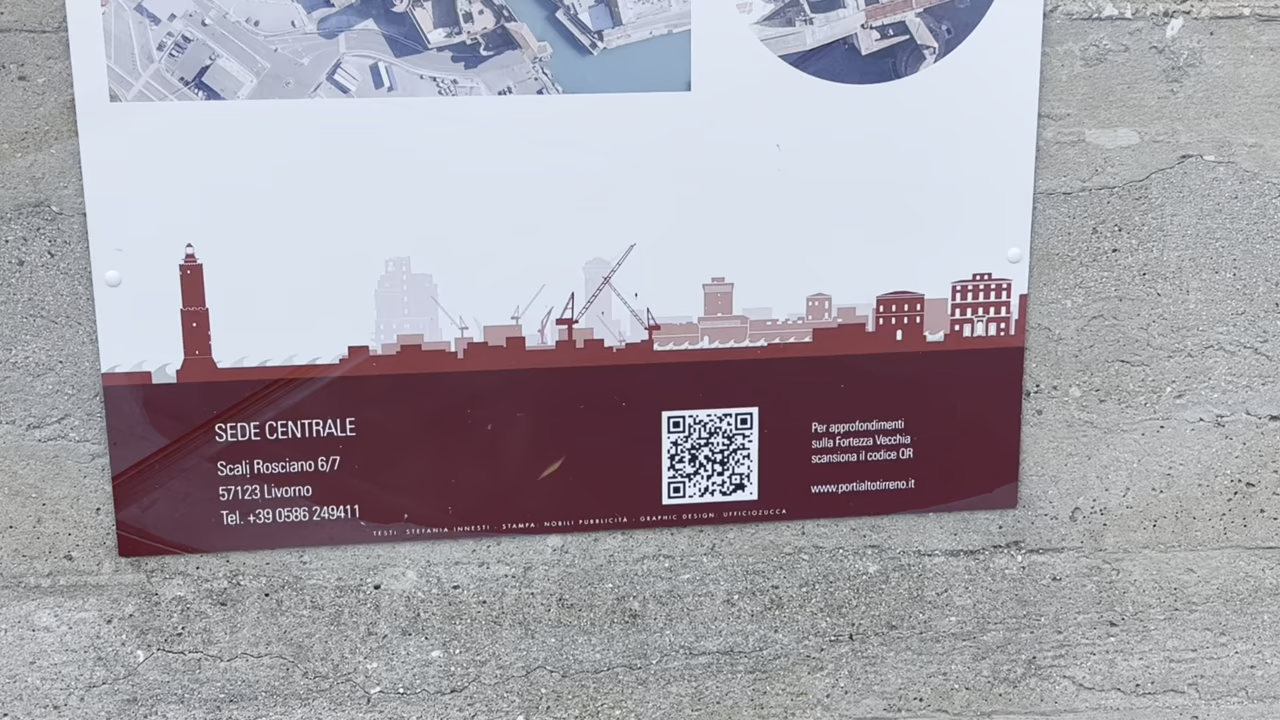 SEDE CENTRALE
Scali Rosciano 6/7
57123 Livorno
Tel. +39 0586 249411
Per approfondimenti
sulla Fortezza Vecchia
scansiona il codice QR
www.portialtotirreno.it
TESTI: STEFANIA INNESTI - STAMPA: NOBILI PUBBLICITÀ - GRAPHIC DESIGN: UFFICIOZUCCA